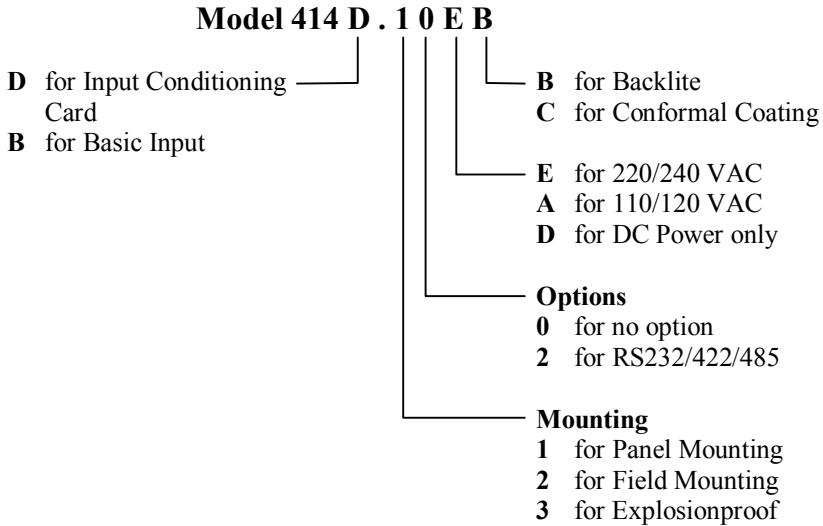 Model 414 D . 1 0 E B
D for Input Conditioning
Card
B for Basic Input
B for Backlite
C for Conformal Coating
E for 220/240 VAC
A for 110/120 VAC
D for DC Power only
Options
0 for no option
2 for RS232/422/485
Mounting
1 for Panel Mounting
2 for Field Mounting
3 for Explosionproof